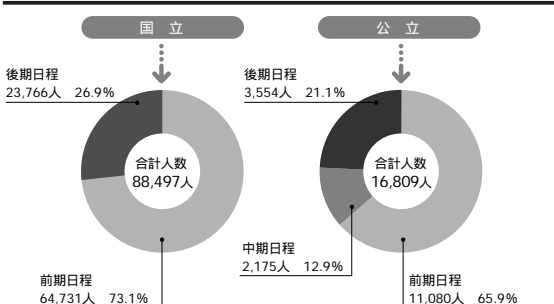 国 立
後期日程
23,766人 26.9%
合計人数
88,497人
前期日程
64,731人 73.1%
公 立
後期日程
3,554人 21.1%
合計人数
16,809人
中期日程
2,175人 12.9%
前期日程
11,080人 65.9%